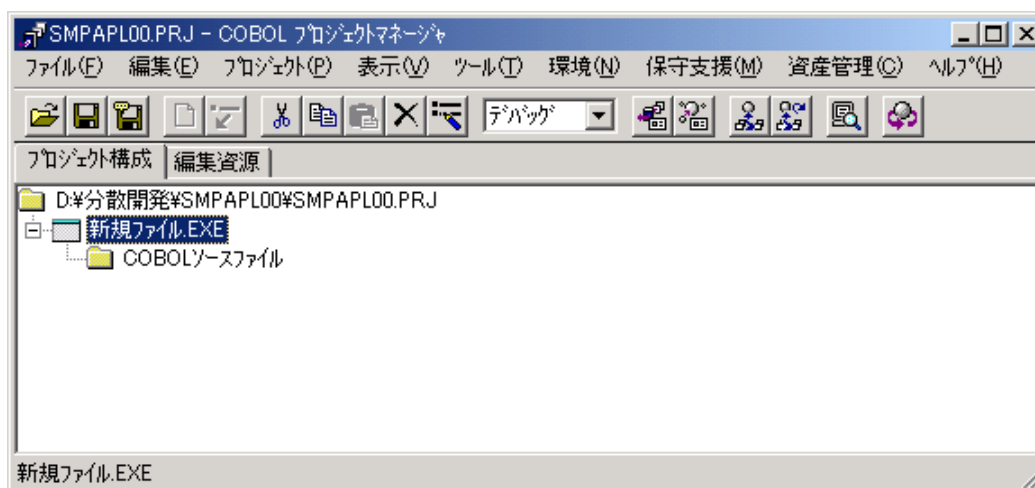 SMPAPL00.PRJ - COBOL ﾌﾟﾛｼﾞｪｸﾄﾏﾈｰｼﾞｬ
ﾌｧｲﾙ(F) 編集(E) ﾌﾟﾛｼﾞｪｸﾄ(P) 表示(V) ﾂｰﾙ(T) 環境(N) 保守支援(M) 資産管理(C) ﾍﾙﾌﾟ(H)
ﾃﾞﾊﾞｯｸﾞ
ﾌﾟﾛｼﾞｪｸﾄ構成 編集資源
D:¥分散開発¥SMPAPL00¥SMPAPL00.PRJ
新規ﾌｧｲﾙ.EXE
COBOLｿｰｽﾌｧｲﾙ
新規ﾌｧｲﾙ.EXE